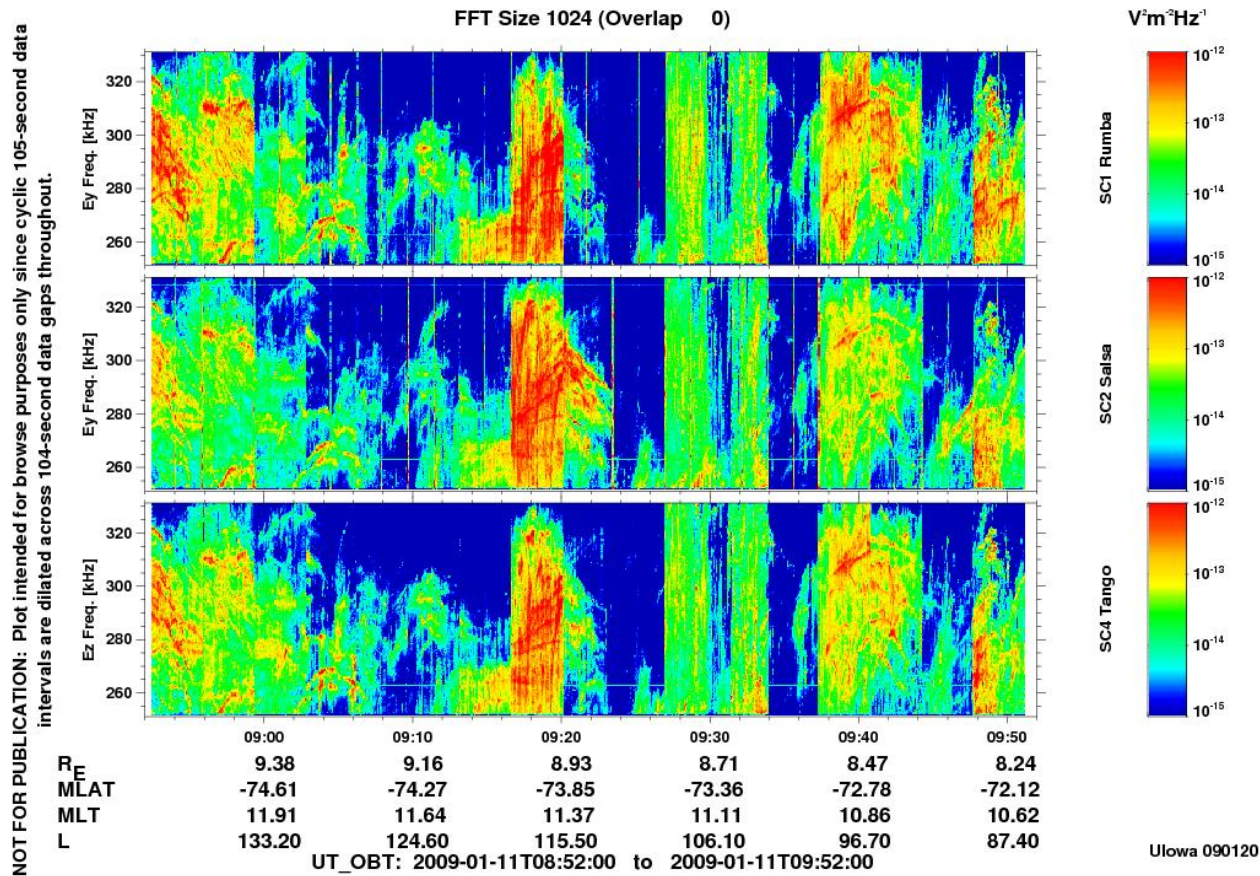 FFT Size 1024 (Overlap 0)
V²m⁻²Hz⁻¹
NOT FOR PUBLICATION: Plot intended for browse purposes only since cyclic 105-second data
intervals are dilated across 104-second data gaps throughout.
320
300
280
260
Ey Freq. [kHz]
SC1 Rumba
10⁻¹²
10⁻¹³
10⁻¹⁴
10⁻¹⁵
320
300
280
260
Ey Freq. [kHz]
SC2 Salsa
10⁻¹²
10⁻¹³
10⁻¹⁴
10⁻¹⁵
320
300
280
260
Ez Freq. [kHz]
SC4 Tango
10⁻¹²
10⁻¹³
10⁻¹⁴
10⁻¹⁵
09:00 09:10 09:20 09:30 09:40 09:50
RE 9.38 9.16 8.93 8.71 8.47 8.24
MLAT -74.61 -74.27 -73.85 -73.36 -72.78 -72.12
MLT 11.91 11.64 11.37 11.11 10.86 10.62
L 133.20 124.60 115.50 106.10 96.70 87.40
UT_OBT: 2009-01-11T08:52:00 to 2009-01-11T09:52:00
UIowa 090120